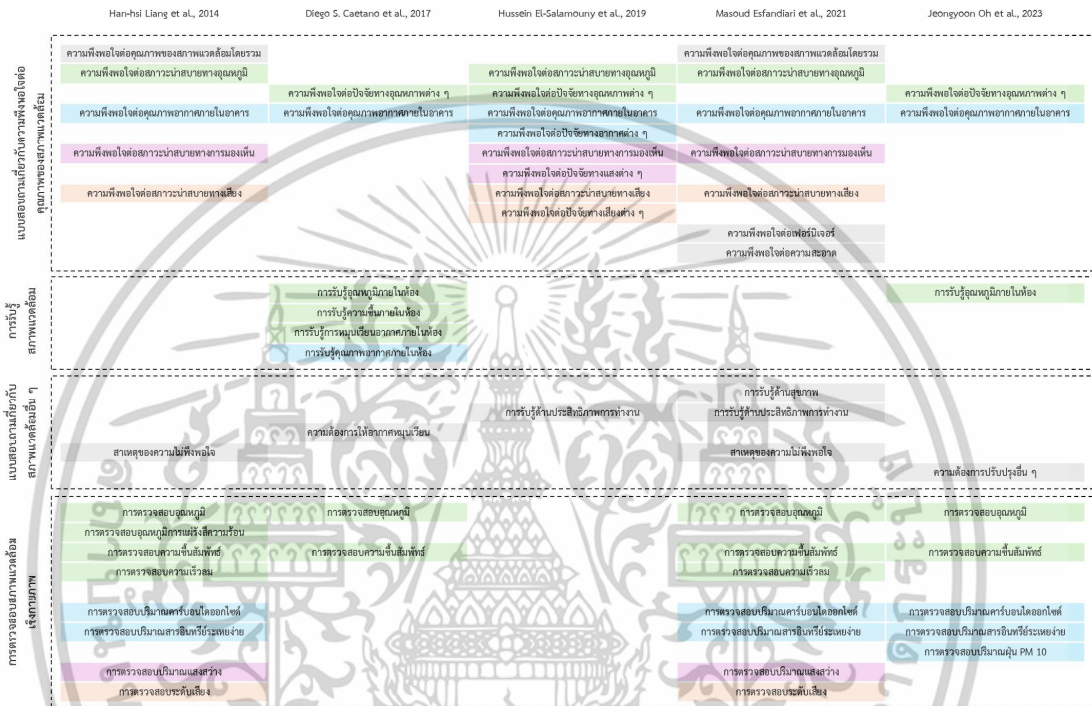 Han-hsi Liang et al., 2014 Diego S. Caetano et al., 2017 Hussein El-Salamouny et al., 2019 Masoud Esfandiari et al., 2021 Jeongyoon Oh et al., 2023
แบบสอบถามเกี่ยวกับความพึงพอใจต่อ
คุณภาพของสภาพแวดล้อม
ความพึงพอใจต่อคุณภาพของสภาพแวดล้อมโดยรวม ความพึงพอใจต่อคุณภาพของสภาพแวดล้อมโดยรวม
ความพึงพอใจต่อสภาวะน่าสบายทางอุณหภูมิ ความพึงพอใจต่อสภาวะน่าสบายทางอุณหภูมิ ความพึงพอใจต่อสภาวะน่าสบายทางอุณหภูมิ
ความพึงพอใจต่อปัจจัยทางอุณหภาพต่าง ๆ ความพึงพอใจต่อปัจจัยทางอุณหภาพต่าง ๆ ความพึงพอใจต่อปัจจัยทางอุณหภาพต่าง ๆ
ความพึงพอใจต่อคุณภาพอากาศภายในอาคาร ความพึงพอใจต่อคุณภาพอากาศภายในอาคาร ความพึงพอใจต่อคุณภาพอากาศภายในอาคาร ความพึงพอใจต่อคุณภาพอากาศภายในอาคาร ความพึงพอใจต่อคุณภาพอากาศภายในอาคาร
ความพึงพอใจต่อปัจจัยทางอากาศต่าง ๆ
ความพึงพอใจต่อสภาวะน่าสบายทางการมองเห็น ความพึงพอใจต่อสภาวะน่าสบายทางการมองเห็น ความพึงพอใจต่อสภาวะน่าสบายทางการมองเห็น
ความพึงพอใจต่อปัจจัยทางแสงต่าง ๆ
ความพึงพอใจต่อสภาวะน่าสบายทางเสียง ความพึงพอใจต่อสภาวะน่าสบายทางเสียง ความพึงพอใจต่อสภาวะน่าสบายทางเสียง
ความพึงพอใจต่อปัจจัยทางเสียงต่าง ๆ
ความพึงพอใจต่อเฟอร์นิเจอร์
ความพึงพอใจต่อความสะอาด
การรับรู้
สภาพแวดล้อม
การรับรู้อุณหภูมิภายในห้อง การรับรู้อุณหภูมิภายในห้อง
การรับรู้ความชื้นภายในห้อง
การรับรู้การหมุนเวียนอากาศภายในห้อง
การรับรู้คุณภาพอากาศภายในห้อง
แบบสอบถามเกี่ยวกับ
สภาพแวดล้อมอื่น ๆ
การรับรู้ด้านสุขภาพ
การรับรู้ด้านประสิทธิภาพการทำงาน การรับรู้ด้านประสิทธิภาพการทำงาน
ความต้องการให้อากาศหมุนเวียน
สาเหตุของความไม่พึงพอใจ สาเหตุของความไม่พึงพอใจ
ความต้องการปรับปรุงอื่น ๆ
การตรวจสอบสภาพแวดล้อม
เชิงกายภาพ
การตรวจสอบอุณหภูมิ การตรวจสอบอุณหภูมิ การตรวจสอบอุณหภูมิ การตรวจสอบอุณหภูมิ
การตรวจสอบอุณหภูมิการแผ่รังสีความร้อน
การตรวจสอบความชื้นสัมพัทธ์ การตรวจสอบความชื้นสัมพัทธ์ การตรวจสอบความชื้นสัมพัทธ์ การตรวจสอบความชื้นสัมพัทธ์
การตรวจสอบความเร็วลม การตรวจสอบความเร็วลม
การตรวจสอบปริมาณคาร์บอนไดออกไซด์ การตรวจสอบปริมาณคาร์บอนไดออกไซด์ การตรวจสอบปริมาณคาร์บอนไดออกไซด์
การตรวจสอบปริมาณสารอินทรีย์ระเหยง่าย การตรวจสอบปริมาณสารอินทรีย์ระเหยง่าย การตรวจสอบปริมาณสารอินทรีย์ระเหยง่าย
การตรวจสอบปริมาณฝุ่น PM 10
การตรวจสอบปริมาณแสงสว่าง การตรวจสอบปริมาณแสงสว่าง
การตรวจสอบระดับเสียง การตรวจสอบระดับเสียง